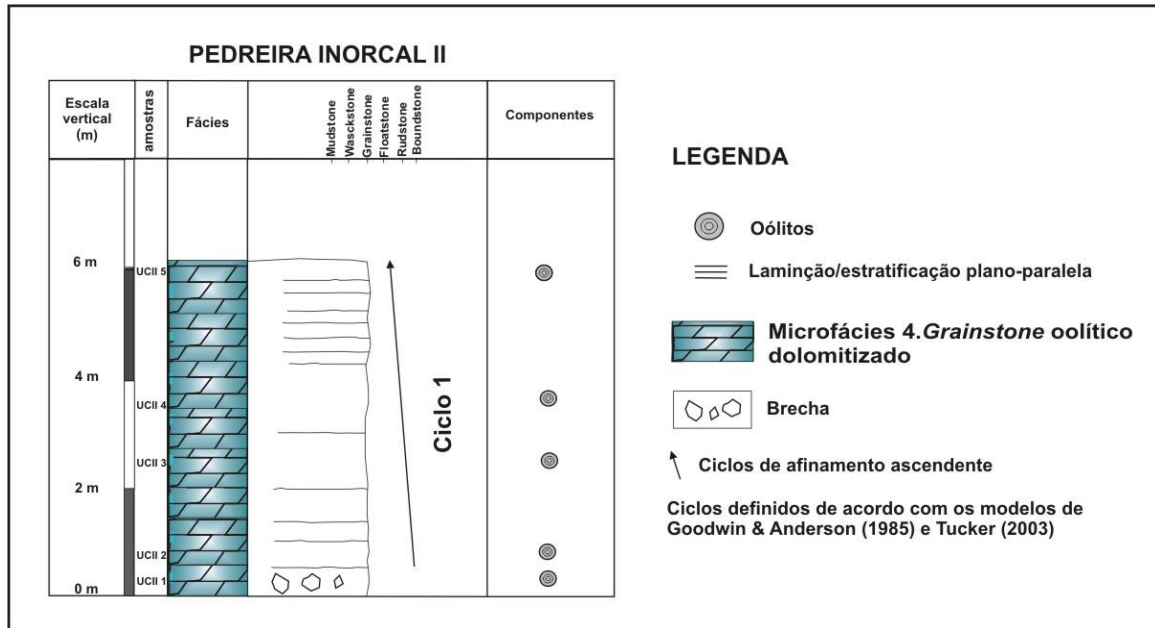 PEDREIRA INORCAL II
Escala
vertical
(m)
amostras
Fácies
Mudstone
Wasckstone
Grainstone
Floatstone
Rudstone
Boundstone
Componentes
6 m
UCII 5
4 m
UCII 4
UCII 3
2 m
UCII 2
UCII 1
0 m
Ciclo 1
LEGENDA
Oólitos
Laminção/estratificação plano-paralela
Microfácies 4.Grainstone oolítico
dolomitizado
Brecha
Ciclos de afinamento ascendente
Ciclos definidos de acordo com os modelos de
Goodwin & Anderson (1985) e Tucker (2003)